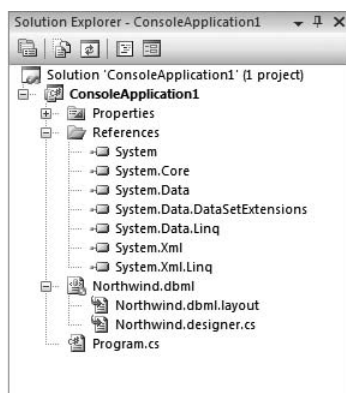 Solution Explorer - ConsoleApplication1
Solution 'ConsoleApplication1' (1 project)
ConsoleApplication1
Properties
References
System
System.Core
System.Data
System.Data.DataSetExtensions
System.Data.Linq
System.Xml
System.Xml.Linq
Northwind.dbml
Northwind.dbml.layout
Northwind.designer.cs
Program.cs